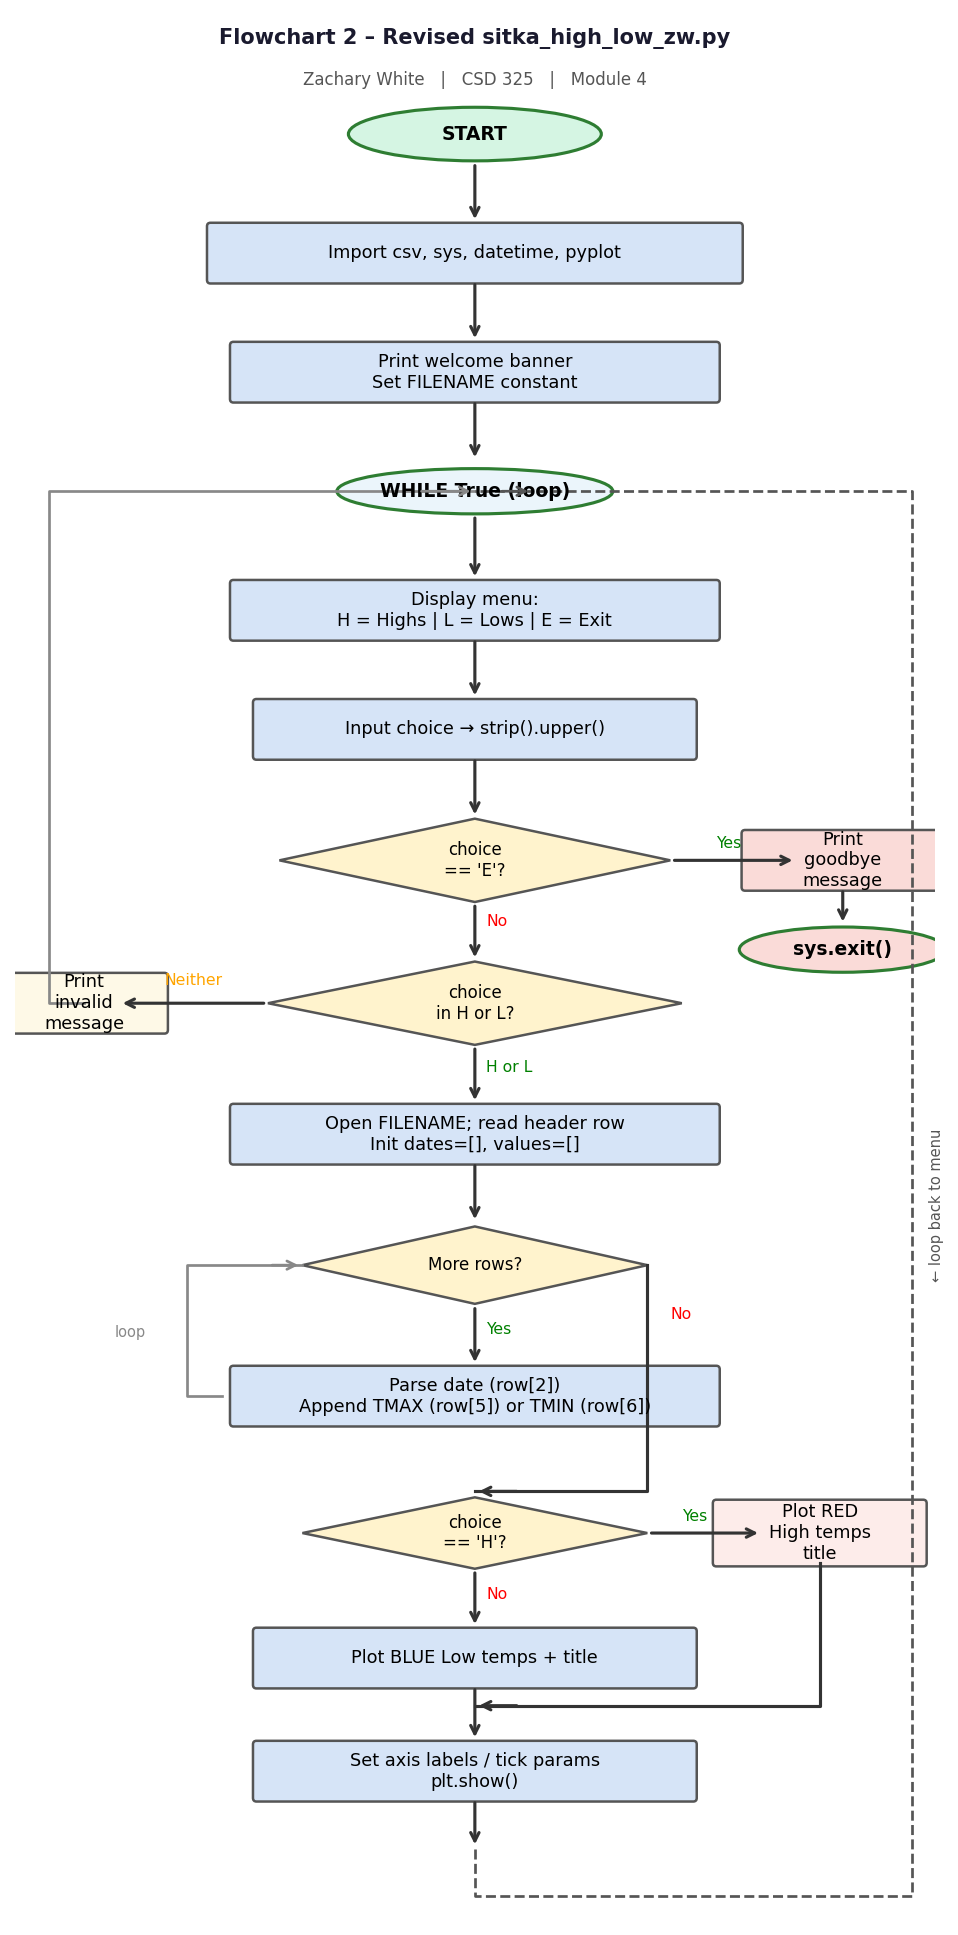 Flowchart 2 – Revised sitka_high_low_zw.py
Zachary White | CSD 325 | Module 4
START
Import csv, sys, datetime, pyplot
Print welcome banner
Set FILENAME constant
WHILE True (loop)
Display menu:
H = Highs | L = Lows | E = Exit
Input choice → strip().upper()
choice
== 'E'?
Yes
Print
goodbye
message
No
sys.exit()
choice
in H or L?
Neither
Print
invalid
message
H or L
Open FILENAME; read header row
Init dates=[], values=[]
More rows?
No
Yes
loop
Parse date (row[2])
Append TMAX (row[5]) or TMIN (row[6])
← loop back to menu
choice
== 'H'?
Yes
Plot RED
High temps
title
No
Plot BLUE Low temps + title
Set axis labels / tick params
plt.show()